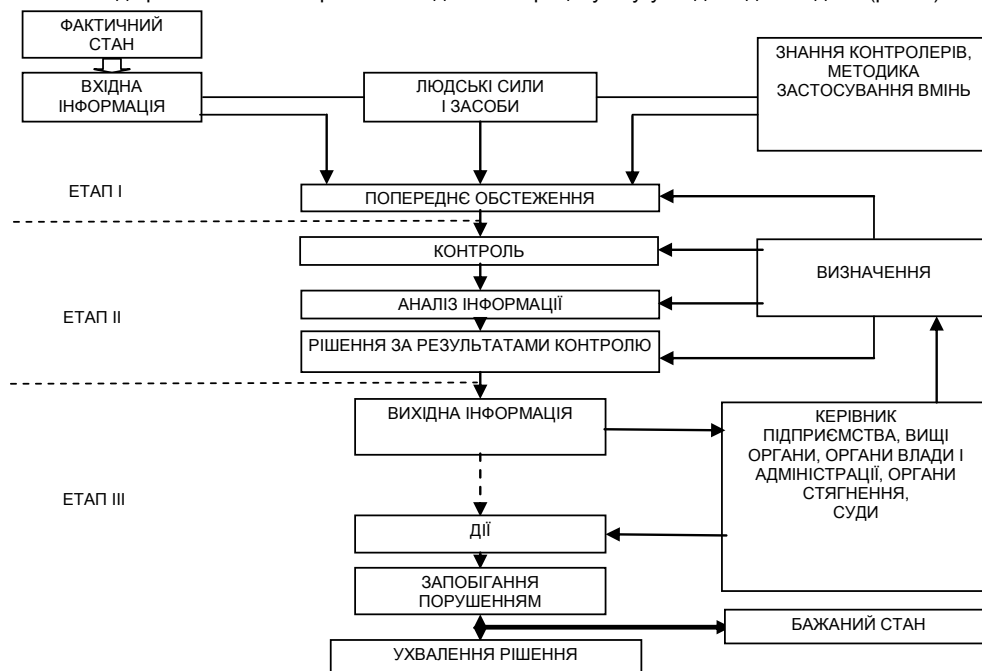 ФАКТИЧНИЙ
СТАН
ВХІДНА
ІНФОРМАЦІЯ
ЛЮДСЬКІ СИЛИ
І ЗАСОБИ
ЗНАННЯ КОНТРОЛЕРІВ,
МЕТОДИКА
ЗАСТОСУВАННЯ ВМІНЬ
ЕТАП І
ПОПЕРЕДНЄ ОБСТЕЖЕННЯ
КОНТРОЛЬ
ВИЗНАЧЕННЯ
АНАЛІЗ ІНФОРМАЦІЇ
ЕТАП ІІ
РІШЕННЯ ЗА РЕЗУЛЬТАТАМИ КОНТРОЛЮ
ВИХІДНА ІНФОРМАЦІЯ
КЕРІВНИК
ПІДПРИЄМСТВА, ВИЩІ
ОРГАНИ, ОРГАНИ ВЛАДИ І
АДМІНІСТРАЦІЇ, ОРГАНИ
СТЯГНЕННЯ,
СУДИ
ЕТАП ІІІ
ДІЇ
ЗАПОБІГАННЯ
ПОРУШЕННЯМ
БАЖАНИЙ СТАН
УХВАЛЕННЯ РІШЕННЯ